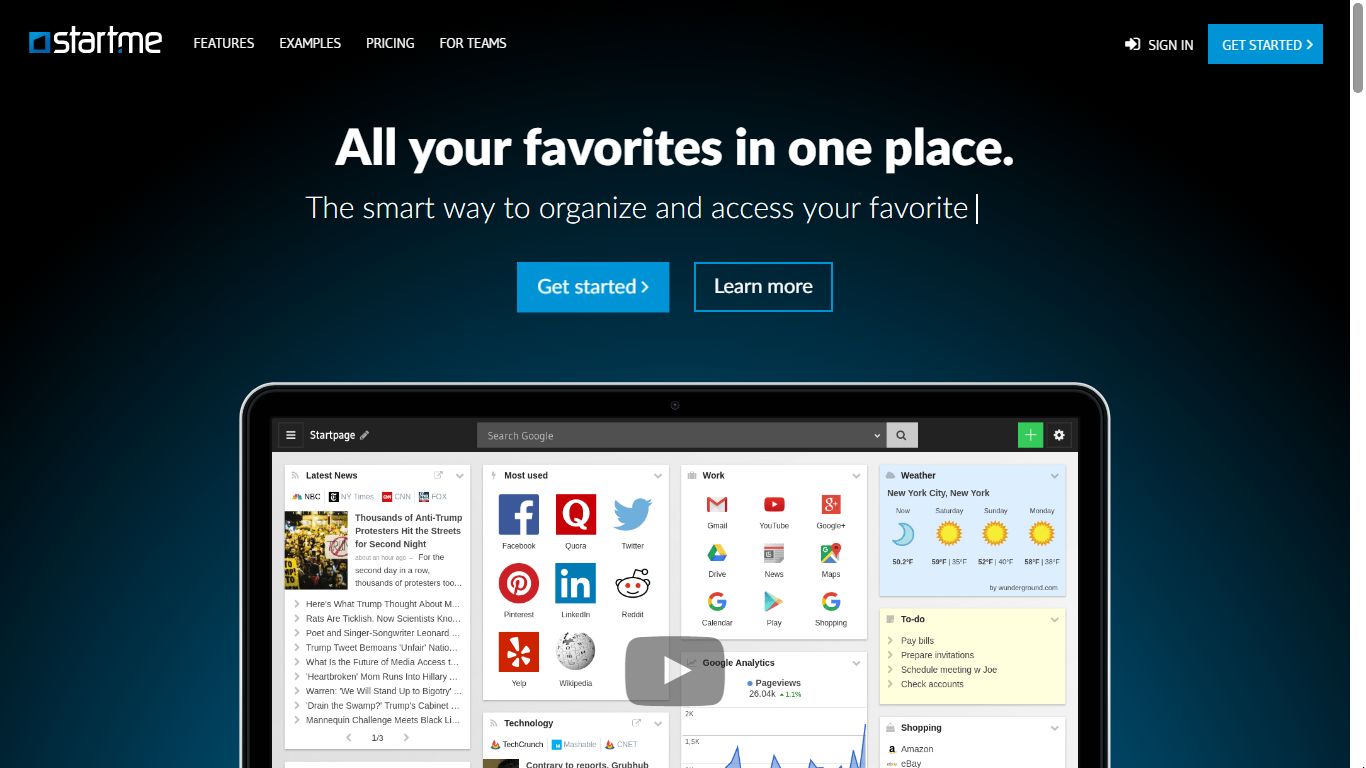 start.me
FEATURES
EXAMPLES
PRICING
FOR TEAMS
SIGN IN
GET STARTED
All your favorites in one place.
The smart way to organize and access your favorite
Get started
Learn more
Startpage
Search Google
Latest News
NBC
NY Times
CNN
FOX
Thousands of Anti-Trump
Protesters Hit the Streets
for Second Night
about an hour ago – For the
second day in a row,
thousands of protesters too...
Here's What Trump Thought About M...
Rats Are Ticklish. Now Scientists Kno...
Poet and Singer-Songwriter Leonard ...
Trump Tweet Bemoans 'Unfair' Natio...
What Is the Future of Media Access t...
'Heartbroken' Mom Runs Into Hillary ...
Warren: 'We Will Stand Up to Bigotry' ...
'Drain the Swamp?' Trump's Cabinet ...
Mannequin Challenge Meets Black Li...
1/3
Most used
Facebook
Quora
Twitter
Pinterest
LinkedIn
Reddit
Yelp
Wikipedia
Technology
TechCrunch
Mashable
CNET
Contrary to reports, Grubhub
Work
Gmail
YouTube
Google+
Drive
News
Maps
Calendar
Play
Shopping
Google Analytics
Pageviews
26.04k 1.1%
2K
1,5K
Weather
New York City, New York
Now
Saturday
Sunday
Monday
50.2°F
59°F | 35°F
52°F | 40°F
58°F | 38°F
by wunderground.com
To-do
Pay bills
Prepare invitations
Schedule meeting w Joe
Check accounts
Shopping
Amazon
eBay